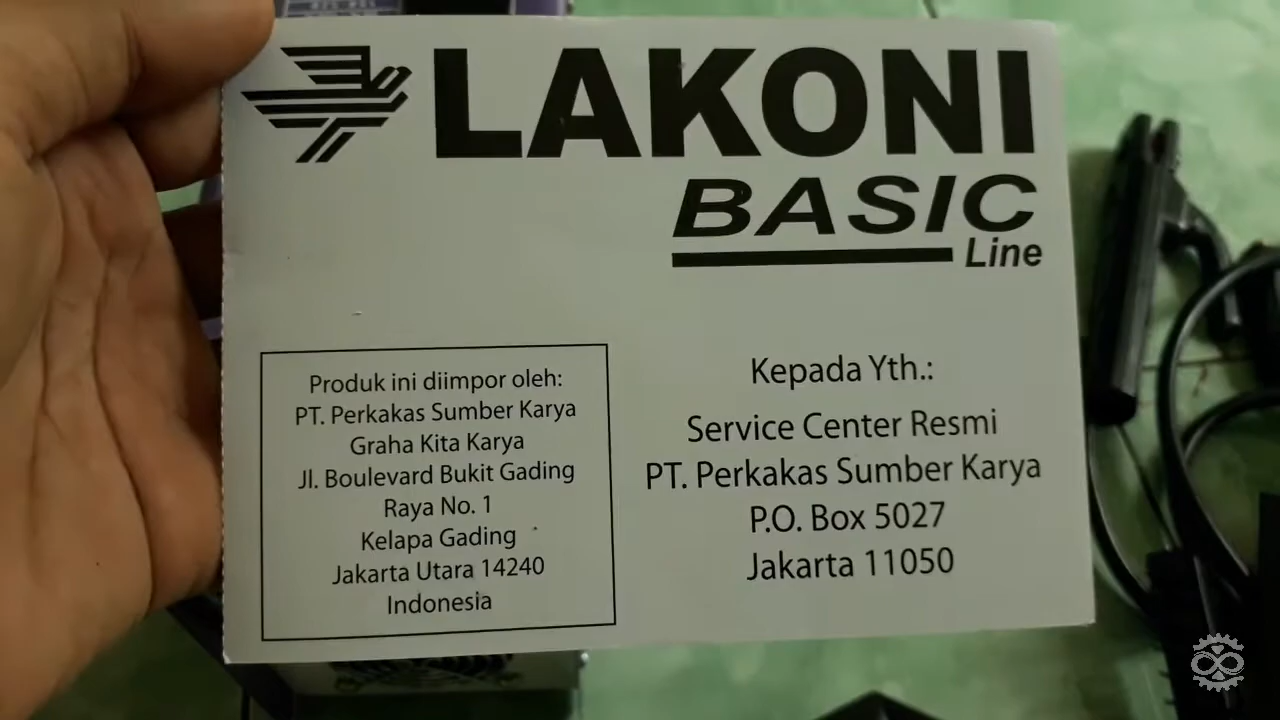 LAKONI
BASIC
Line
Produk ini diimpor oleh:
PT. Perkakas Sumber Karya
Graha Kita Karya
Jl. Boulevard Bukit Gading
Raya No. 1
Kelapa Gading
Jakarta Utara 14240
Indonesia
Kepada Yth.:
Service Center Resmi
PT. Perkakas Sumber Karya
P.O. Box 5027
Jakarta 11050